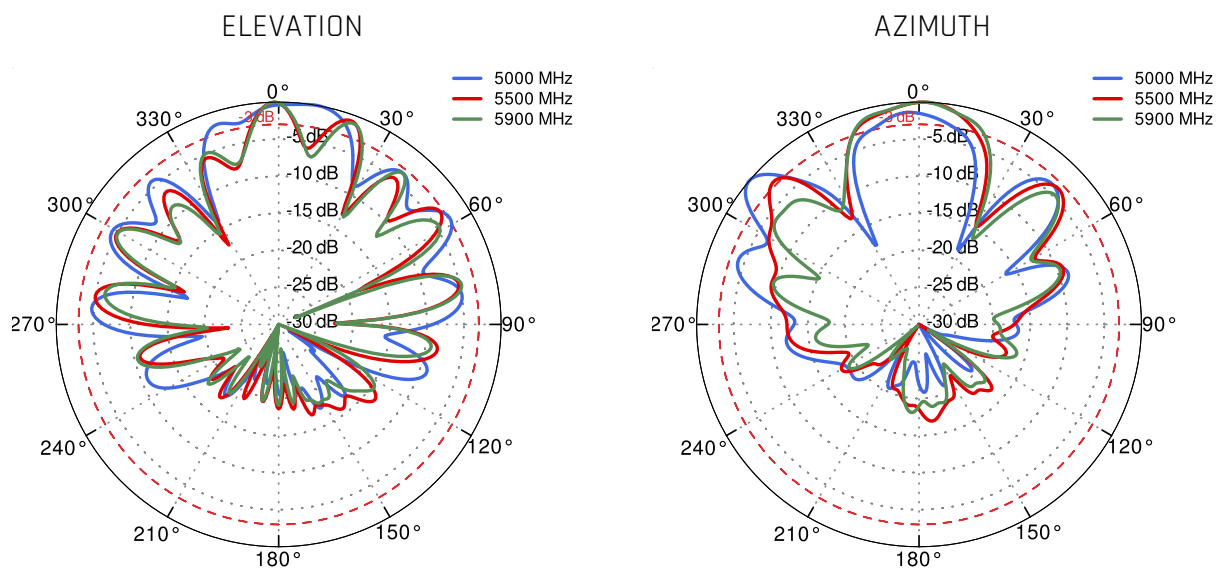 ELEVATION
5000 MHz
5500 MHz
5900 MHz
0°
-3 dB
330°
30°
-5 dB
-10 dB
300°
-15 dB
60°
-20 dB
-25 dB
270°
-30 dB
90°
240°
120°
210°
150°
180°
AZIMUTH
5000 MHz
5500 MHz
5900 MHz
0°
-3 dB
330°
30°
-5 dB
-10 dB
300°
-15 dB
60°
-20 dB
-25 dB
270°
-30 dB
90°
240°
120°
210°
150°
180°